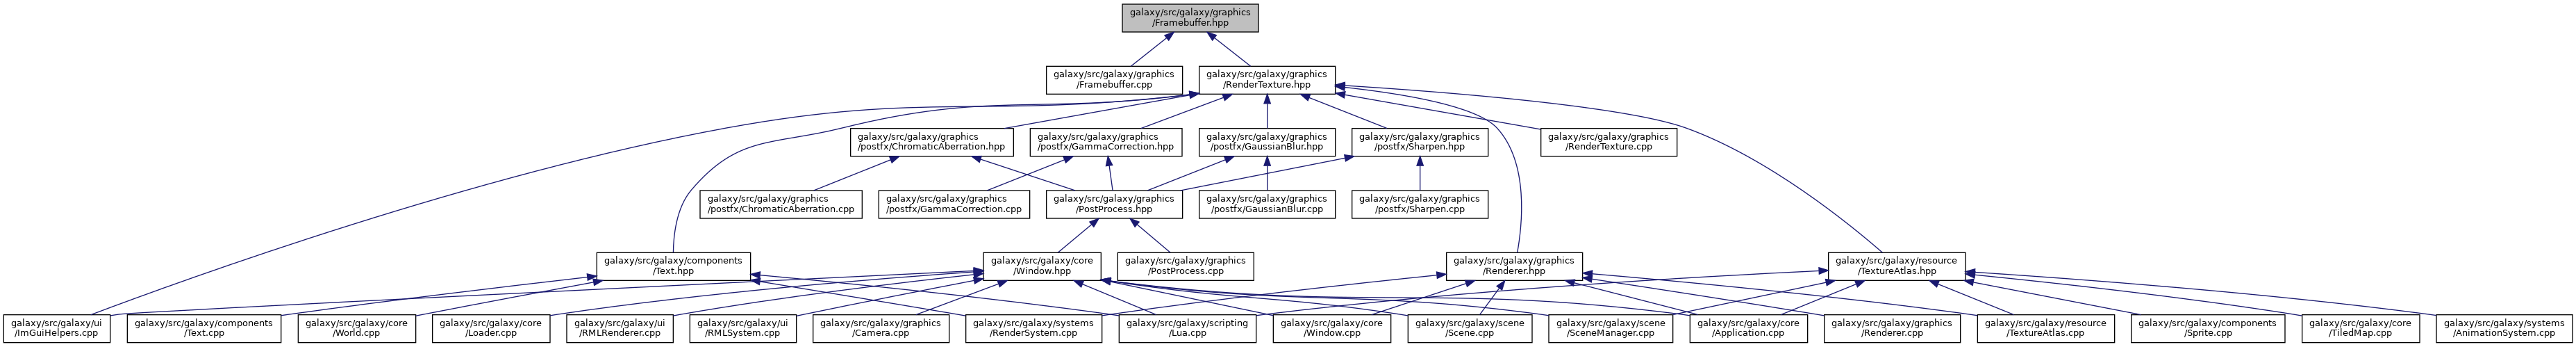 galaxy/src/galaxy/graphics
/Framebuffer.hpp
galaxy/src/galaxy/graphics
/Framebuffer.cpp
galaxy/src/galaxy/graphics
/RenderTexture.hpp
galaxy/src/galaxy/graphics
/postfx/ChromaticAberration.hpp
galaxy/src/galaxy/graphics
/postfx/GammaCorrection.hpp
galaxy/src/galaxy/graphics
/postfx/GaussianBlur.hpp
galaxy/src/galaxy/graphics
/postfx/Sharpen.hpp
galaxy/src/galaxy/graphics
/RenderTexture.cpp
galaxy/src/galaxy/graphics
/postfx/ChromaticAberration.cpp
galaxy/src/galaxy/graphics
/postfx/GammaCorrection.cpp
galaxy/src/galaxy/graphics
/PostProcess.hpp
galaxy/src/galaxy/graphics
/postfx/GaussianBlur.cpp
galaxy/src/galaxy/graphics
/postfx/Sharpen.cpp
galaxy/src/galaxy/components
/Text.hpp
galaxy/src/galaxy/core
/Window.hpp
galaxy/src/galaxy/graphics
/PostProcess.cpp
galaxy/src/galaxy/graphics
/Renderer.hpp
galaxy/src/galaxy/resource
/TextureAtlas.hpp
galaxy/src/galaxy/ui
/ImGuiHelpers.cpp
galaxy/src/galaxy/components
/Text.cpp
galaxy/src/galaxy/core
/World.cpp
galaxy/src/galaxy/core
/Loader.cpp
galaxy/src/galaxy/ui
/RMLRenderer.cpp
galaxy/src/galaxy/ui
/RMLSystem.cpp
galaxy/src/galaxy/graphics
/Camera.cpp
galaxy/src/galaxy/systems
/RenderSystem.cpp
galaxy/src/galaxy/scripting
/Lua.cpp
galaxy/src/galaxy/core
/Window.cpp
galaxy/src/galaxy/scene
/Scene.cpp
galaxy/src/galaxy/scene
/SceneManager.cpp
galaxy/src/galaxy/core
/Application.cpp
galaxy/src/galaxy/graphics
/Renderer.cpp
galaxy/src/galaxy/resource
/TextureAtlas.cpp
galaxy/src/galaxy/components
/Sprite.cpp
galaxy/src/galaxy/core
/TiledMap.cpp
galaxy/src/galaxy/systems
/AnimationSystem.cpp